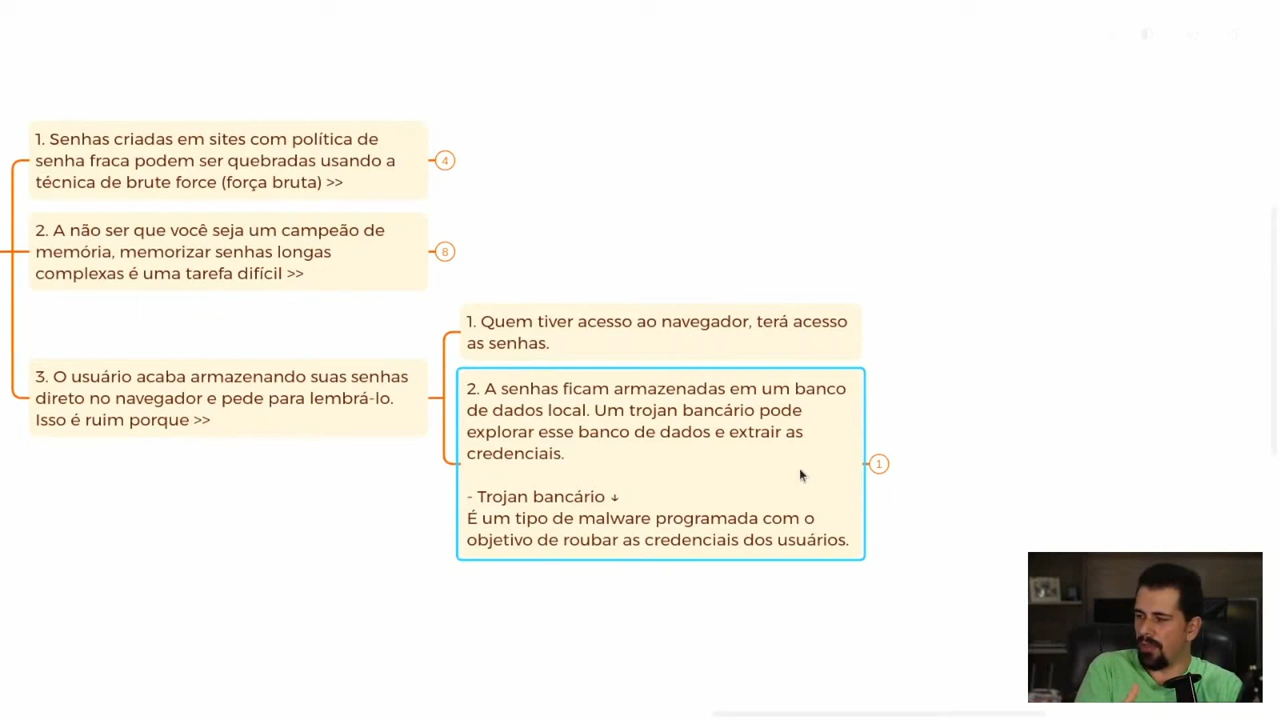 1. Senhas criadas em sites com política de
senha fraca podem ser quebradas usando a
técnica de brute force (força bruta) >>
4
2. A não ser que você seja um campeão de
memória, memorizar senhas longas
complexas é uma tarefa difícil >>
8
3. O usuário acaba armazenando suas senhas
direto no navegador e pede para lembrá-lo.
Isso é ruim porque >>
1. Quem tiver acesso ao navegador, terá acesso
as senhas.
2. A senhas ficam armazenadas em um banco
de dados local. Um trojan bancário pode
explorar esse banco de dados e extrair as
credenciais.
- Trojan bancário ↓
É um tipo de malware programada com o
objetivo de roubar as credenciais dos usuários.
1